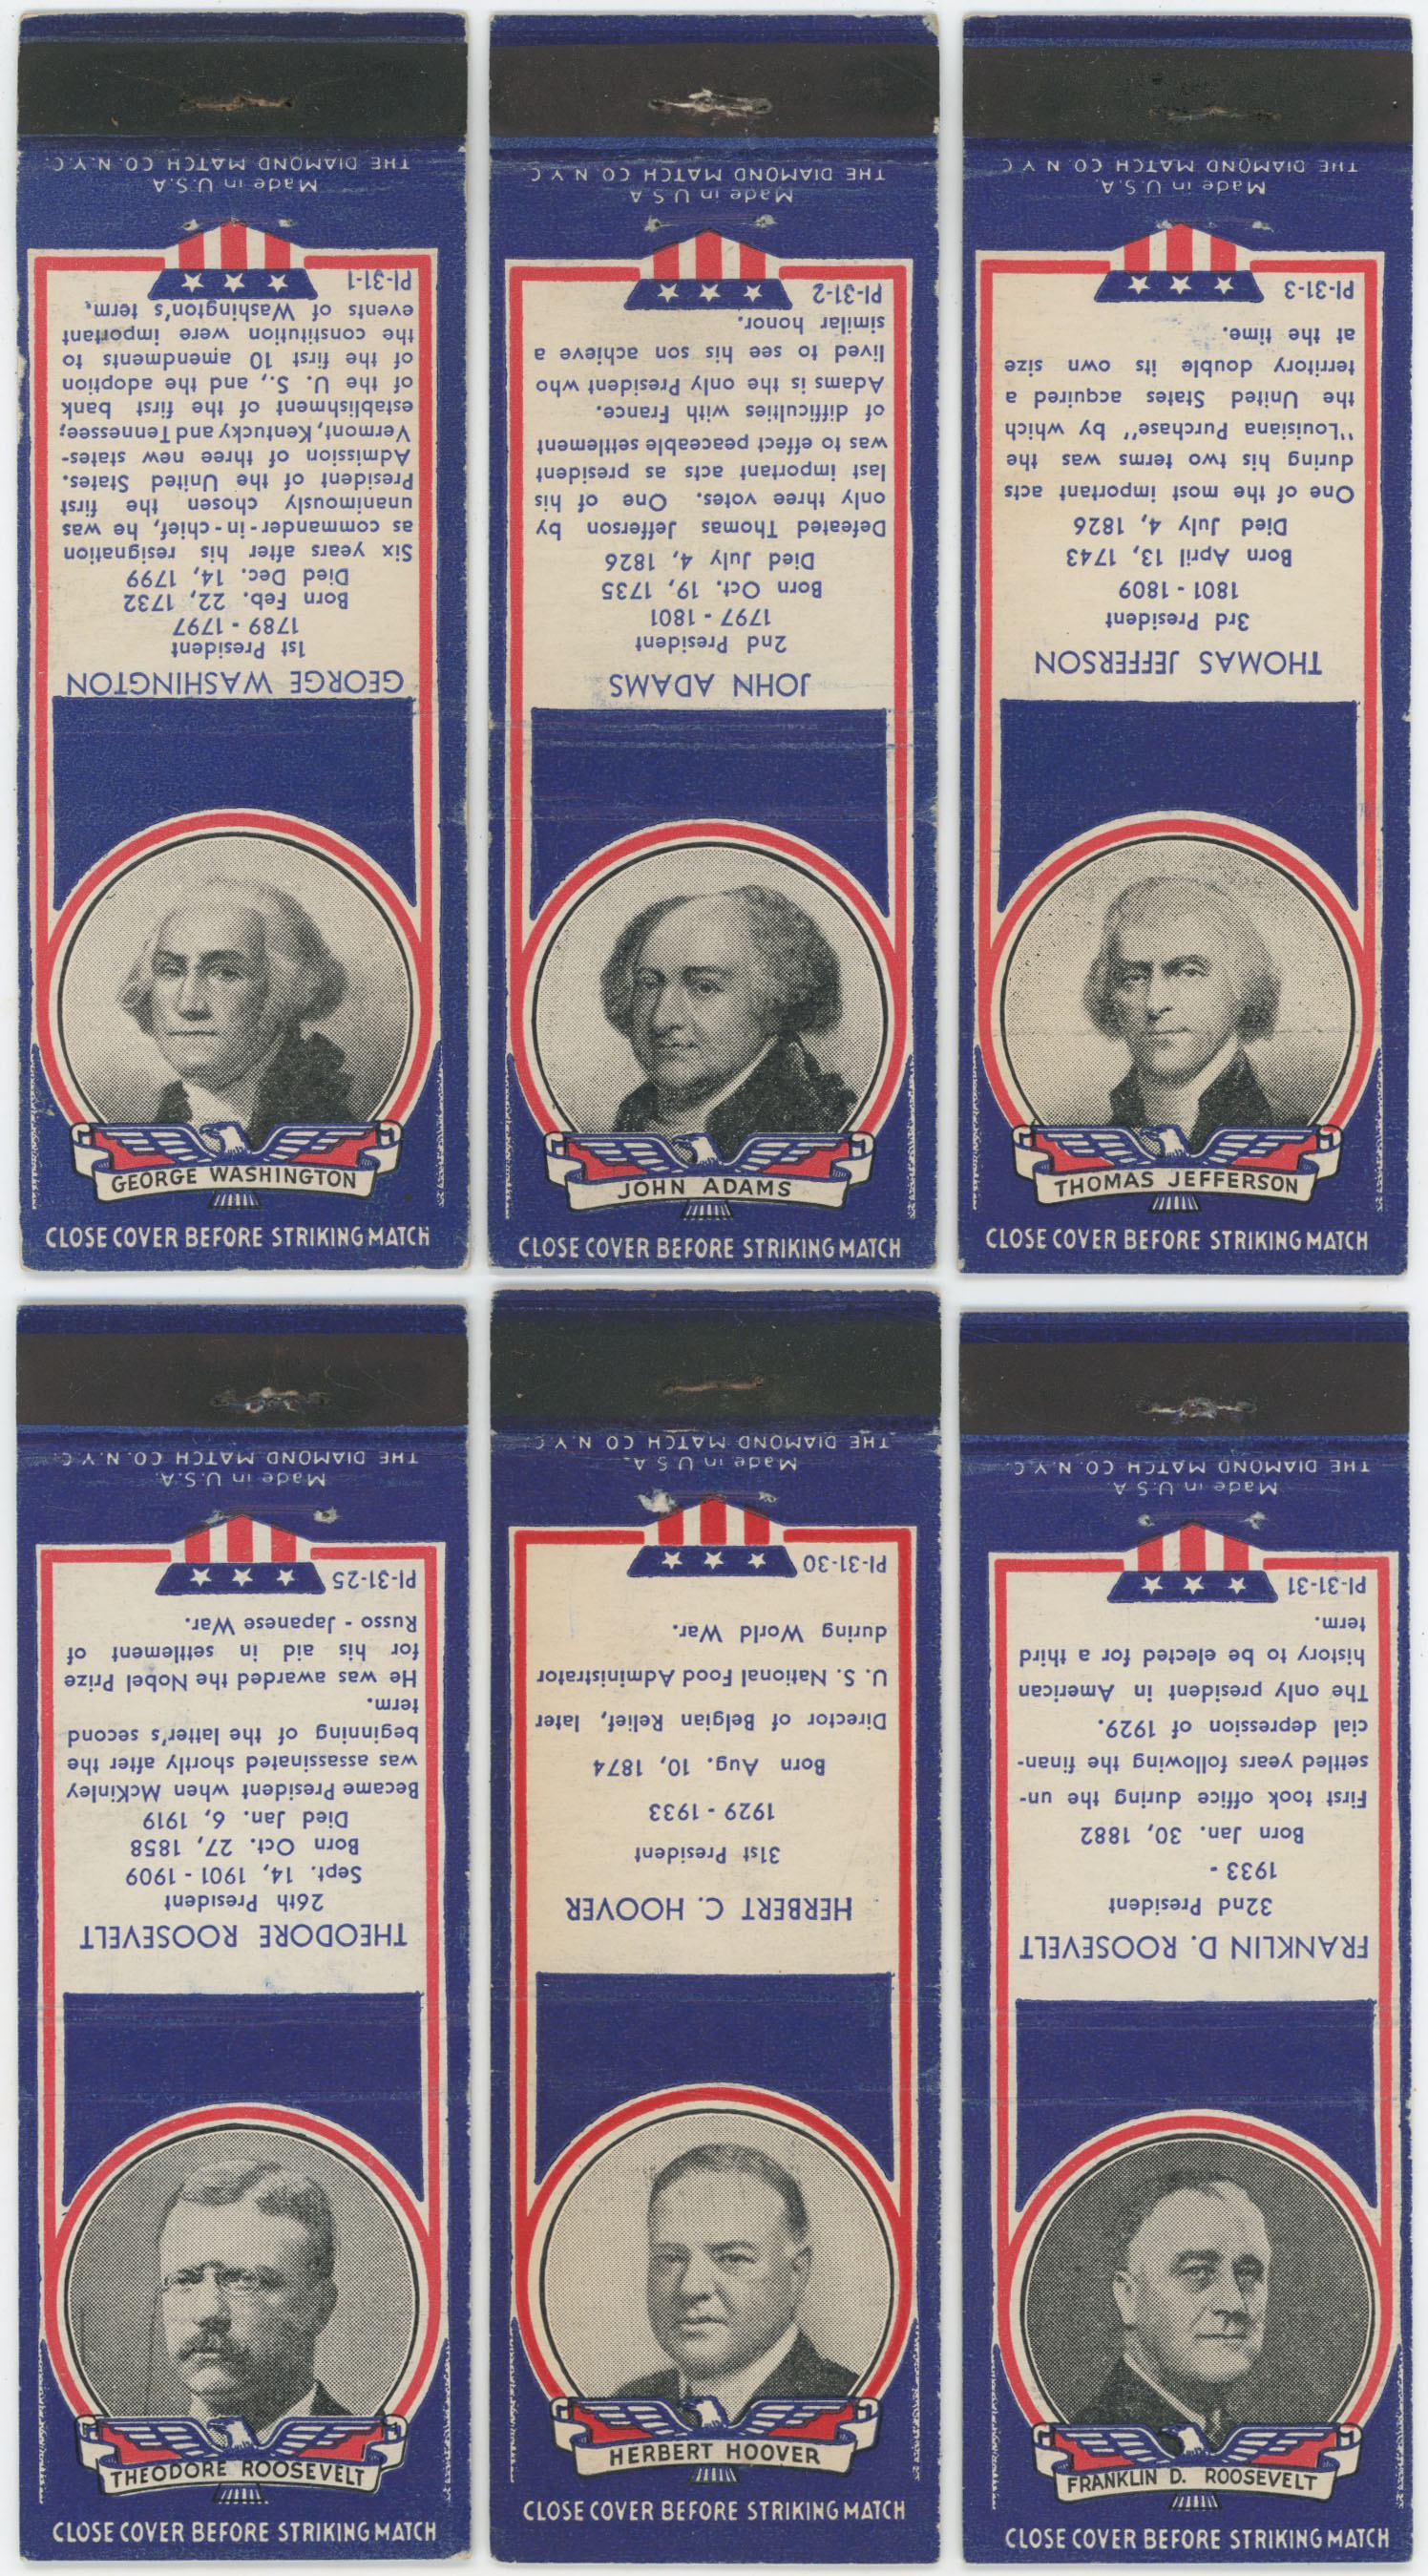 GEORGE WASHINGTON
1st President
1789 - 1797
Born Feb. 22, 1732
Died Dec. 14, 1799
Six years after his resignation
as commander-in-chief, he was
unanimously chosen the first
President of the United States.
Admission of three new states-
Vermont, Kentucky and Tennessee;
establishment of the first bank
of the U. S., and the adoption
of the first 10 amendments to
the constitution were important
events of Washington's term.
PI-31-1
Made in U.S.A.
THE DIAMOND MATCH CO. N.Y.C.
GEORGE WASHINGTON
CLOSE COVER BEFORE STRIKING MATCH
JOHN ADAMS
2nd President
1797 - 1801
Born Oct. 19, 1735
Died July 4, 1826
Defeated Thomas Jefferson by
only three votes. One of his
last important acts as president
was to effect peaceable settlement
of difficulties with France.
Adams is the only President who
lived to see his son achieve a
similar honor.
PI-31-2
Made in U.S.A
THE DIAMOND MATCH CO N Y C
JOHN ADAMS
CLOSE COVER BEFORE STRIKING MATCH
THOMAS JEFFERSON
3rd President
1801 - 1809
Born April 13, 1743
Died July 4, 1826
One of the most important acts
during his two terms was the
"Louisiana Purchase" by which
the United States acquired a
territory double its own size
at the time.
PI-31-3
Made in U.S.A.
THE DIAMOND MATCH CO N Y C
THOMAS JEFFERSON
CLOSE COVER BEFORE STRIKING MATCH
THEODORE ROOSEVELT
26th President
Sept. 14, 1901 - 1909
Born Oct. 27, 1858
Died Jan. 6, 1919
Became President when McKinley
was assassinated shortly after the
beginning of the latter's second
term.
He was awarded the Nobel Prize
for his aid in settlement of
Russo - Japanese War.
PI-31-25
Made in U.S.A.
THE DIAMOND MATCH CO. N.Y.C.
THEODORE ROOSEVELT
CLOSE COVER BEFORE STRIKING MATCH
HERBERT C. HOOVER
31st President
1929 - 1933
Born Aug. 10, 1874
Director of Belgian Relief, later
U. S. National Food Administrator
during World War.
PI-31-30
Made in U S A.
THE DIAMOND MATCH CO N.Y.C.
HERBERT HOOVER
CLOSE COVER BEFORE STRIKING MATCH
FRANKLIN D. ROOSEVELT
32nd President
1933 -
Born Jan. 30, 1882
First took office during the un-
settled years following the finan-
cial depression of 1929.
The only president in American
history to be elected for a third
term
PI-31-31
Made in U.S A
THE DIAMOND MATCH CO. N.Y.C.
FRANKLIN D. ROOSEVELT
CLOSE COVER BEFORE STRIKING MATCH